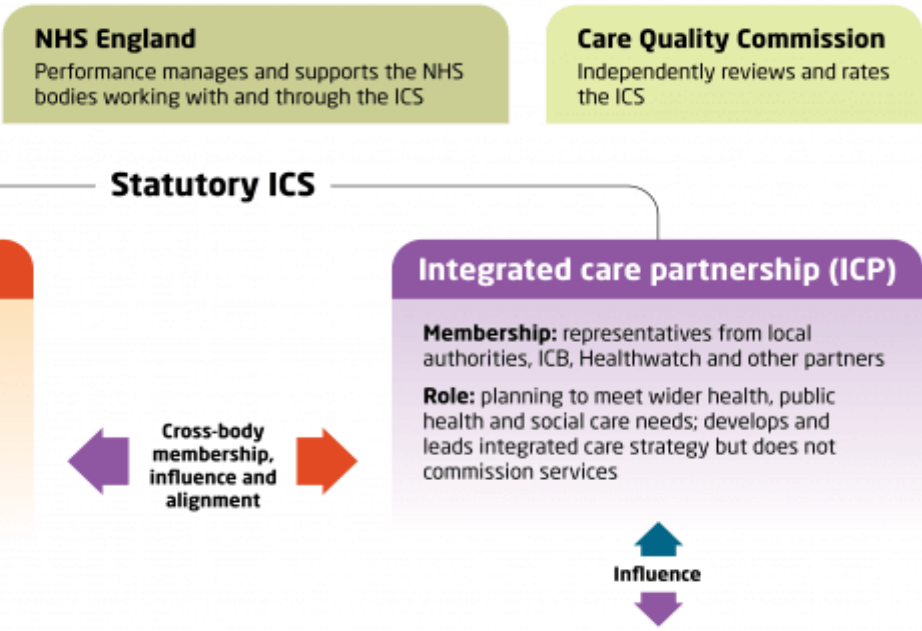 NHS England
Performance manages and supports the NHS
bodies working with and through the ICS
Care Quality Commission
Independently reviews and rates
the ICS
Statutory ICS
Integrated care partnership (ICP)
Membership: representatives from local
authorities, ICB, Healthwatch and other partners
Role: planning to meet wider health, public
health and social care needs; develops and
leads integrated care strategy but does not
commission services
Cross-body
membership,
influence and
alignment
Influence